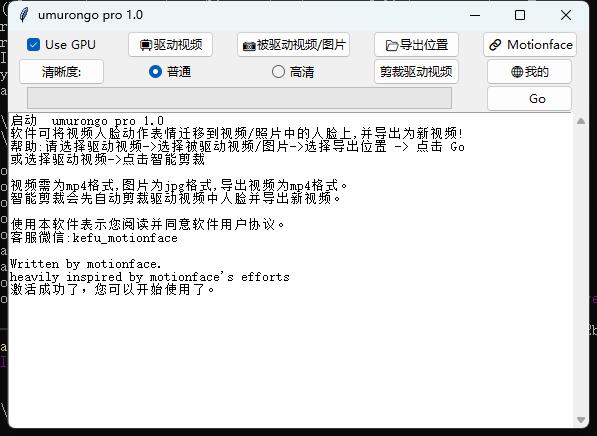 umurongo pro 1.0
Use GPU
驱动视频
被驱动视频/图片
导出位置
Motionface
清晰度:
普通
高清
剪裁驱动视频
我的
Go
启动  umurongo pro 1.0
软件可将视频人脸动作表情迁移到视频/照片中的人脸上,并导出为新视频!
帮助:请选择驱动视频->选择被驱动视频/图片->选择导出位置 -> 点击 Go
或选择驱动视频->点击智能剪裁
视频需为mp4格式,图片为jpg格式,导出视频为mp4格式。
智能剪裁会先自动剪裁驱动视频中人脸并导出新视频。
使用本软件表示您阅读并同意软件用户协议。
客服微信:kefu_motionface
Written by motionface.
heavily inspired by motionface's efforts
激活成功了，您可以开始使用了。